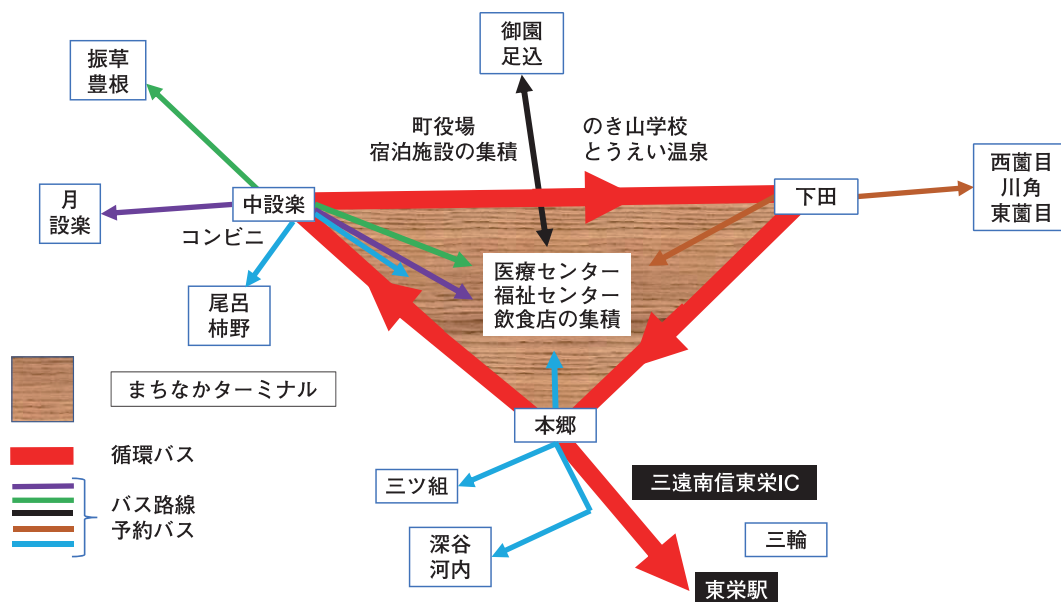 御園
足込
振草
豊根
町役場
宿泊施設の集積
のき山学校
とうえい温泉
西薗目
川角
東薗目
月
設楽
中設楽
下田
コンビニ
医療センター
福祉センター
飲食店の集積
尾呂
柿野
まちなかターミナル
本郷
循環バス
三ツ組
三遠南信東栄IC
バス路線
予約バス
深谷
河内
三輪
東栄駅